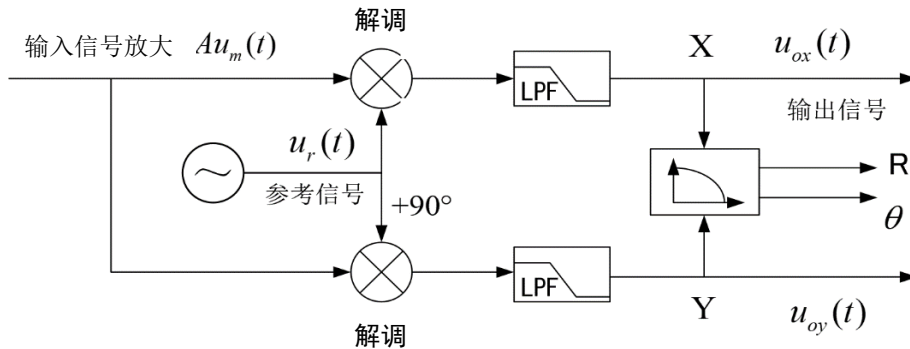 解调
输入信号放大 Au_m(t)
X
u_ox(t)
LPF
输出信号
u_r(t)
参考信号
R
+90°
θ
LPF
Y
u_oy(t)
解调